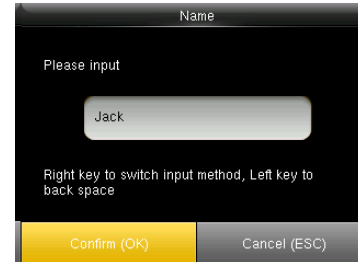 Name
Please input
Jack
Right key to switch input method, Left key to
back space
Confirm (OK)
Cancel (ESC)